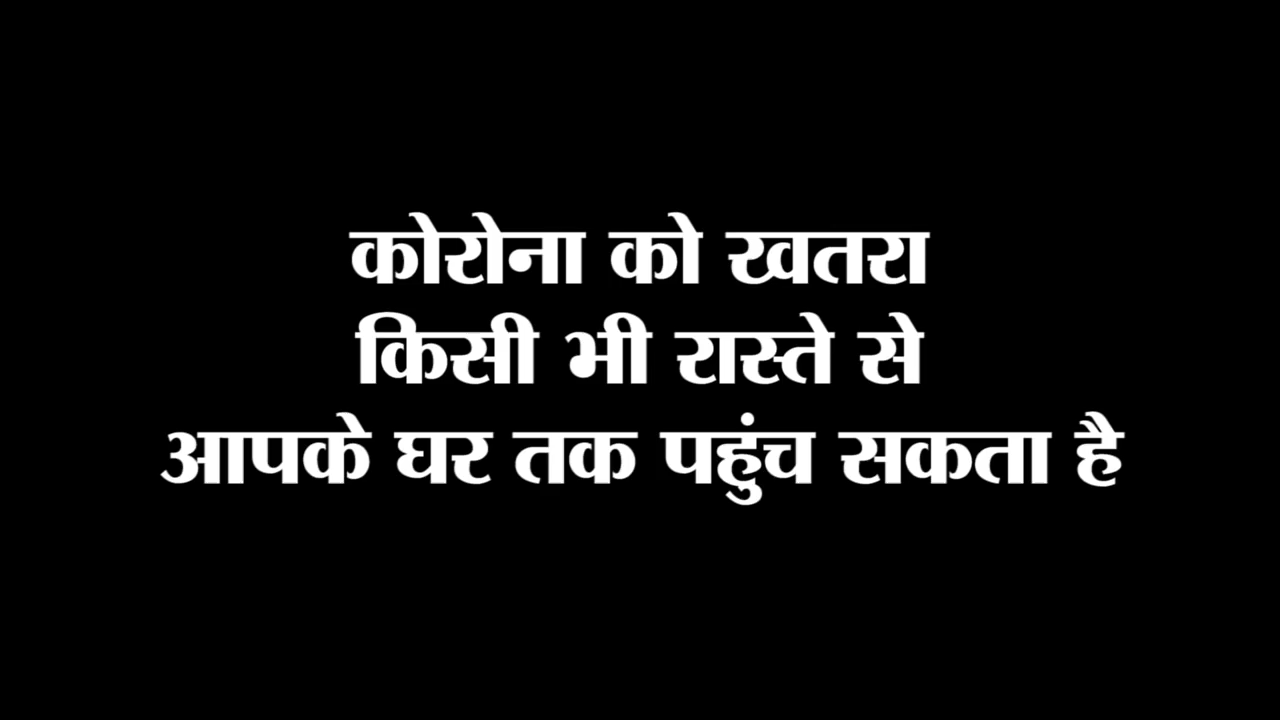 कोरोना को खतरा
किसी भी रास्ते से
आपके घर तक पहुंच सकता है